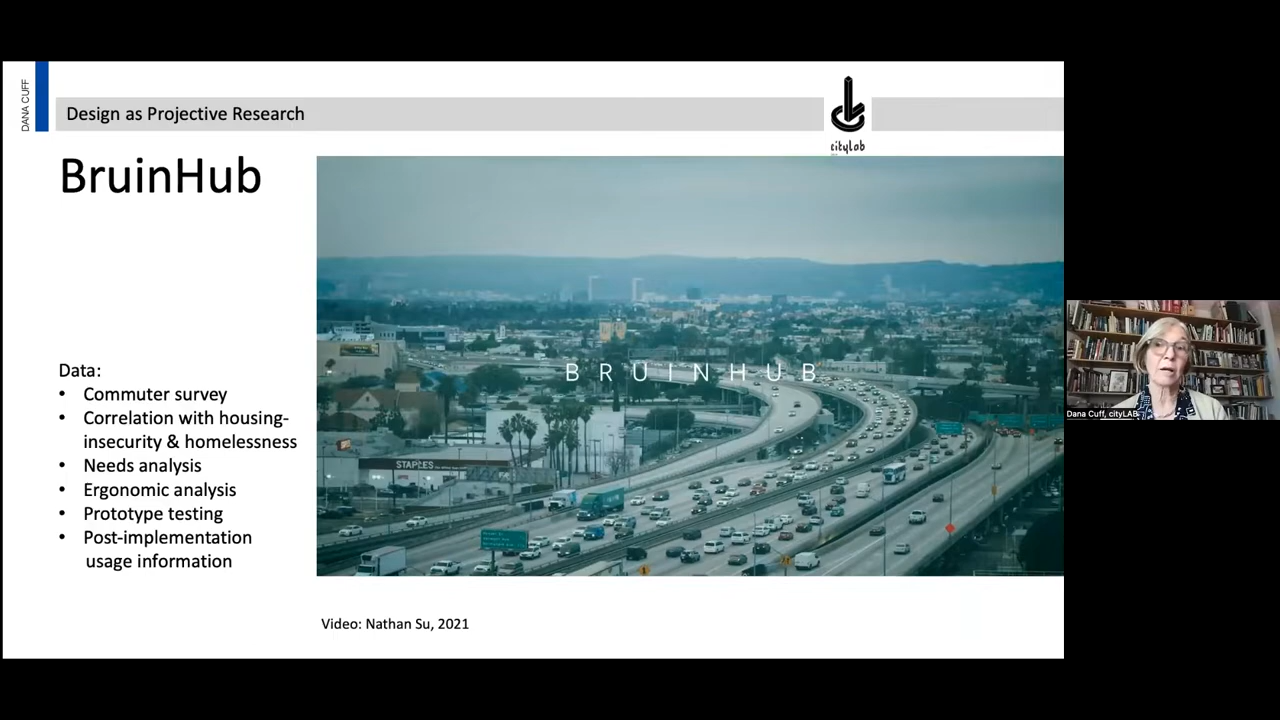 DANA CUFF
Design as Projective Research
cityLab
BruinHub
BRUINHUB
STAPLES
Data:
• Commuter survey
• Correlation with housing-
insecurity & homelessness
• Needs analysis
• Ergonomic analysis
• Prototype testing
• Post-implementation
usage information
Video: Nathan Su, 2021
Dana Cuff, cityLAB